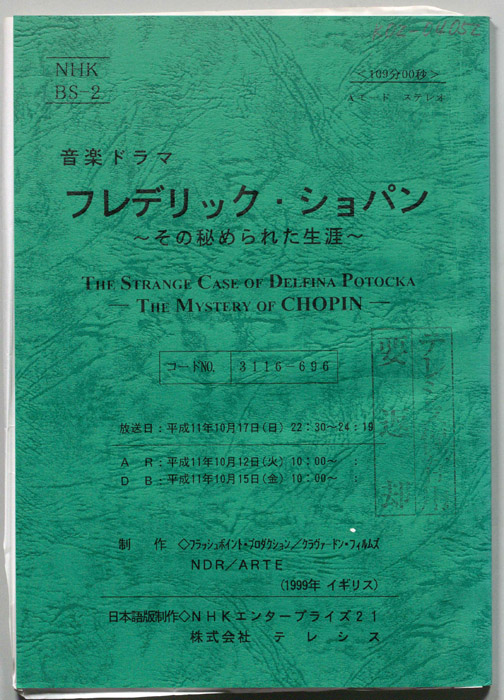 NHK
BS-2
<109分00秒>
Aモード ステレオ
音楽ドラマ
フレデリック・ショパン
～その秘められた生涯～
THE STRANGE CASE OF DELFINA POTOCKA
— THE MYSTERY OF CHOPIN —
コードNO. 3116-696
放送日：平成11年10月17日(日) 22：30～24：19
AR：平成11年10月12日(火) 10：00～　：
DB：平成11年10月15日(金) 10：00～　：
要返却
制作◇フラッシュポイント・プロダクション／クラヴァードン・フィルムズ
NDR／ARTE
(1999年 イギリス)
日本語版制作◇NHKエンタープライズ21
株式会社 テレシス